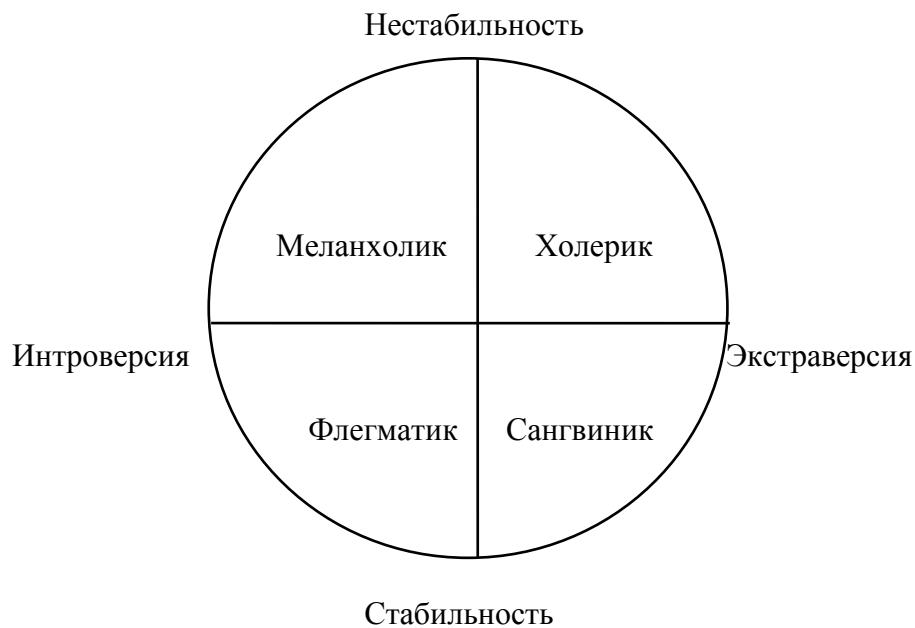 Нестабильность
Меланхолик Холерик
Интроверсия Экстраверсия
Флегматик Сангвиник
Стабильность